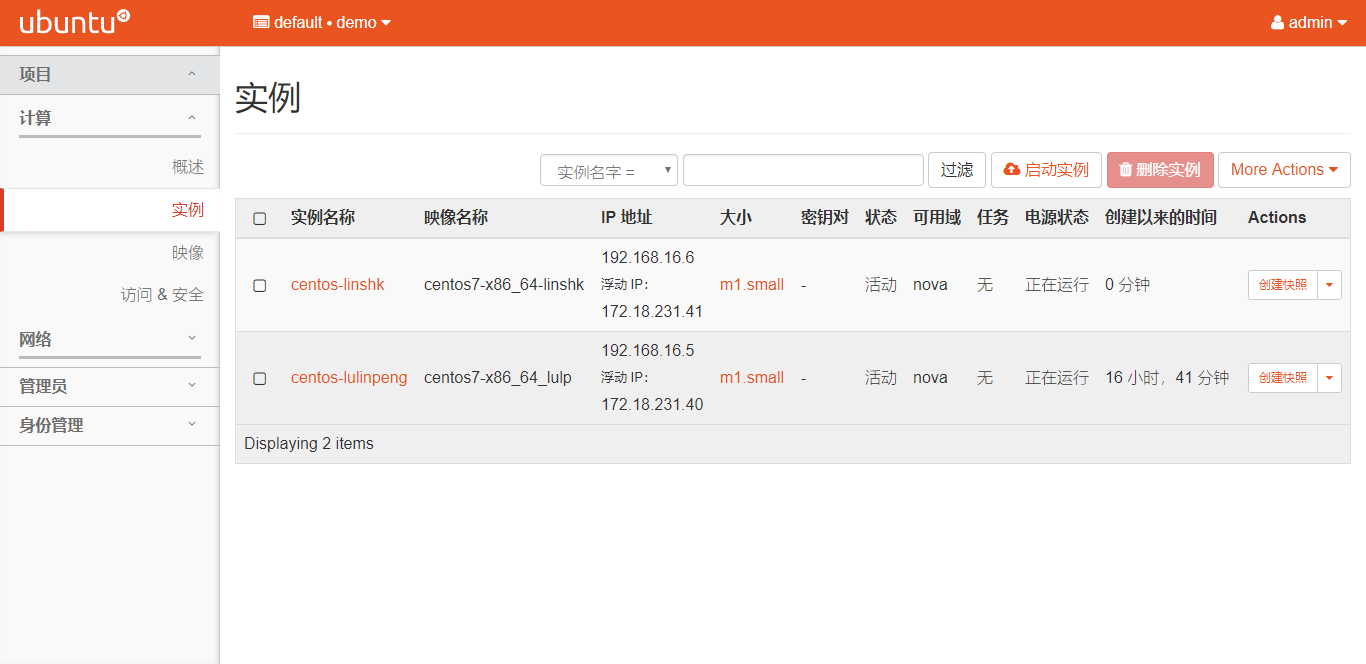 ubuntu
default • demo
admin
项目
计算
概述
实例
映像
访问 & 安全
网络
管理员
身份管理
实例
实例名字 =
过滤
启动实例
删除实例
More Actions
实例名称 映像名称 IP 地址 大小 密钥对 状态 可用域 任务 电源状态 创建以来的时间 Actions
192.168.16.6
centos-linshk centos7-x86_64-linshk 浮动 IP: m1.small - 活动 nova 无 正在运行 0 分钟 创建快照
172.18.231.41
192.168.16.5
centos-lulinpeng centos7-x86_64_lulp 浮动 IP: m1.small - 活动 nova 无 正在运行 16 小时，41 分钟 创建快照
172.18.231.40
Displaying 2 items